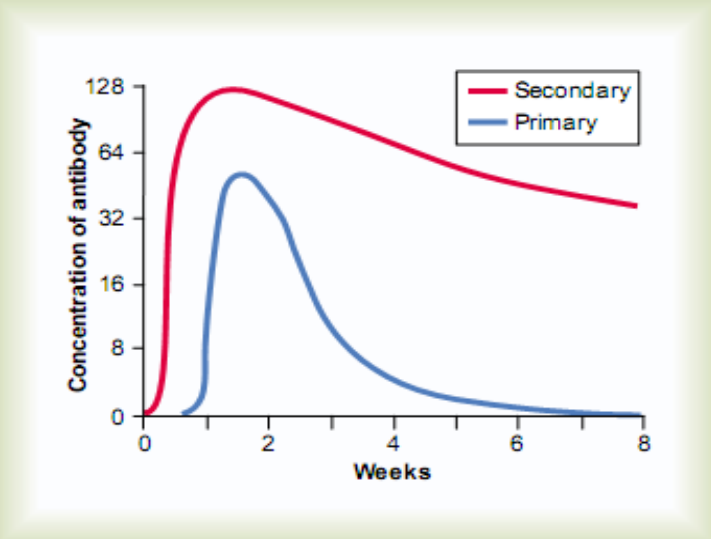 128
64
32
16
8
0
Concentration of antibody
Secondary
Primary
0 2 4 6 8
Weeks